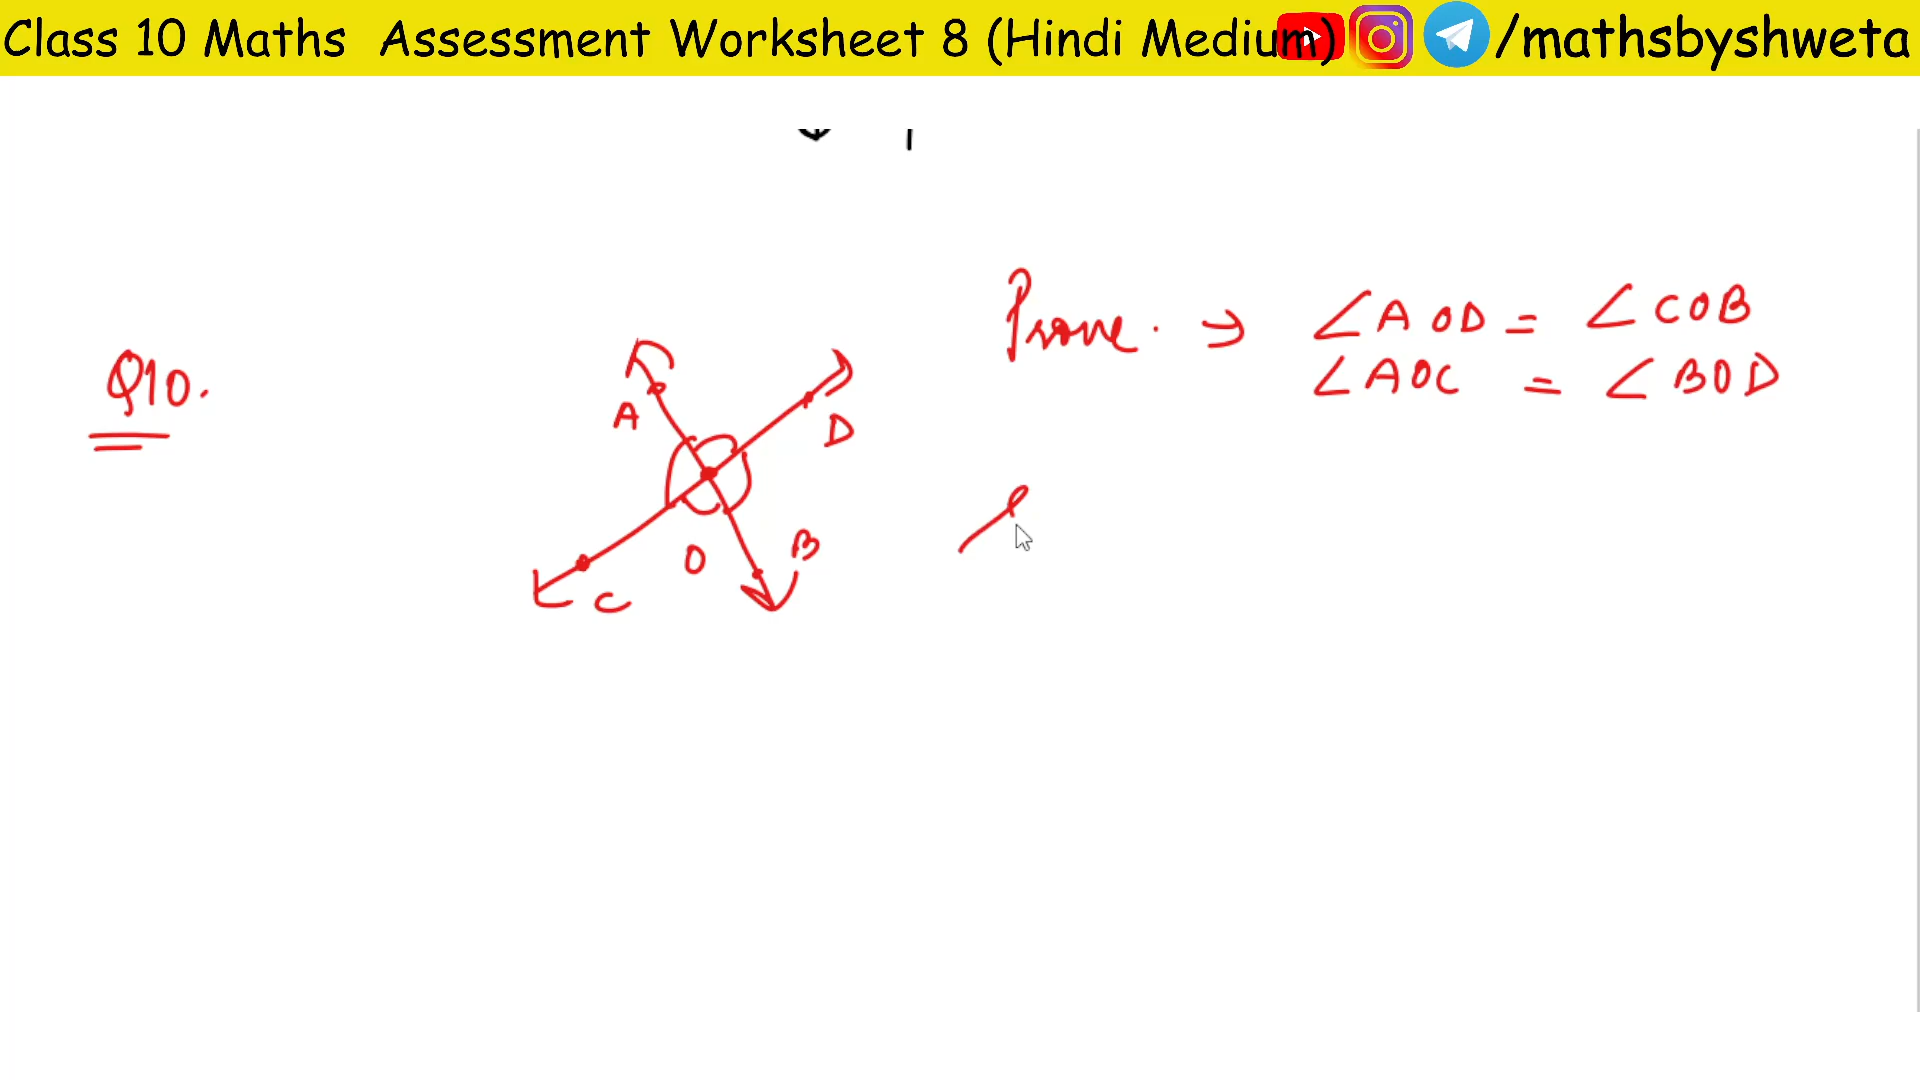 Class 10 Maths Assessment Worksheet 8 (Hindi Medium) /mathsbyshweta
Prove. → ∠AOD = ∠COB
∠AOC = ∠BOD
Q10.
A
D
O
B
C